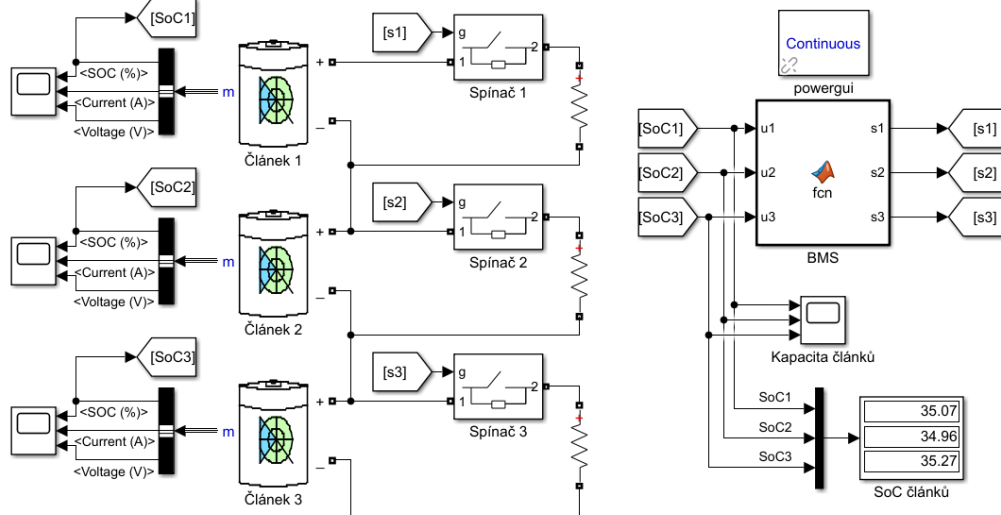 [SoC1]
<SOC (%)>
<Current (A)>
<Voltage (V)>
m
+
_
Článek 1
[s1]
g
1
2
Spínač 1
+
[SoC2]
<SOC (%)>
<Current (A)>
<Voltage (V)>
m
+
_
Článek 2
[s2]
g
1
2
Spínač 2
+
[SoC3]
<SOC (%)>
<Current (A)>
<Voltage (V)>
m
+
_
Článek 3
[s3]
g
1
2
Spínač 3
+
Continuous
powergui
[SoC1]
[SoC2]
[SoC3]
u1
u2
u3
fcn
s1
s2
s3
BMS
[s1]
[s2]
[s3]
Kapacita článků
SoC1
SoC2
SoC3
35.07
34.96
35.27
SoC článků